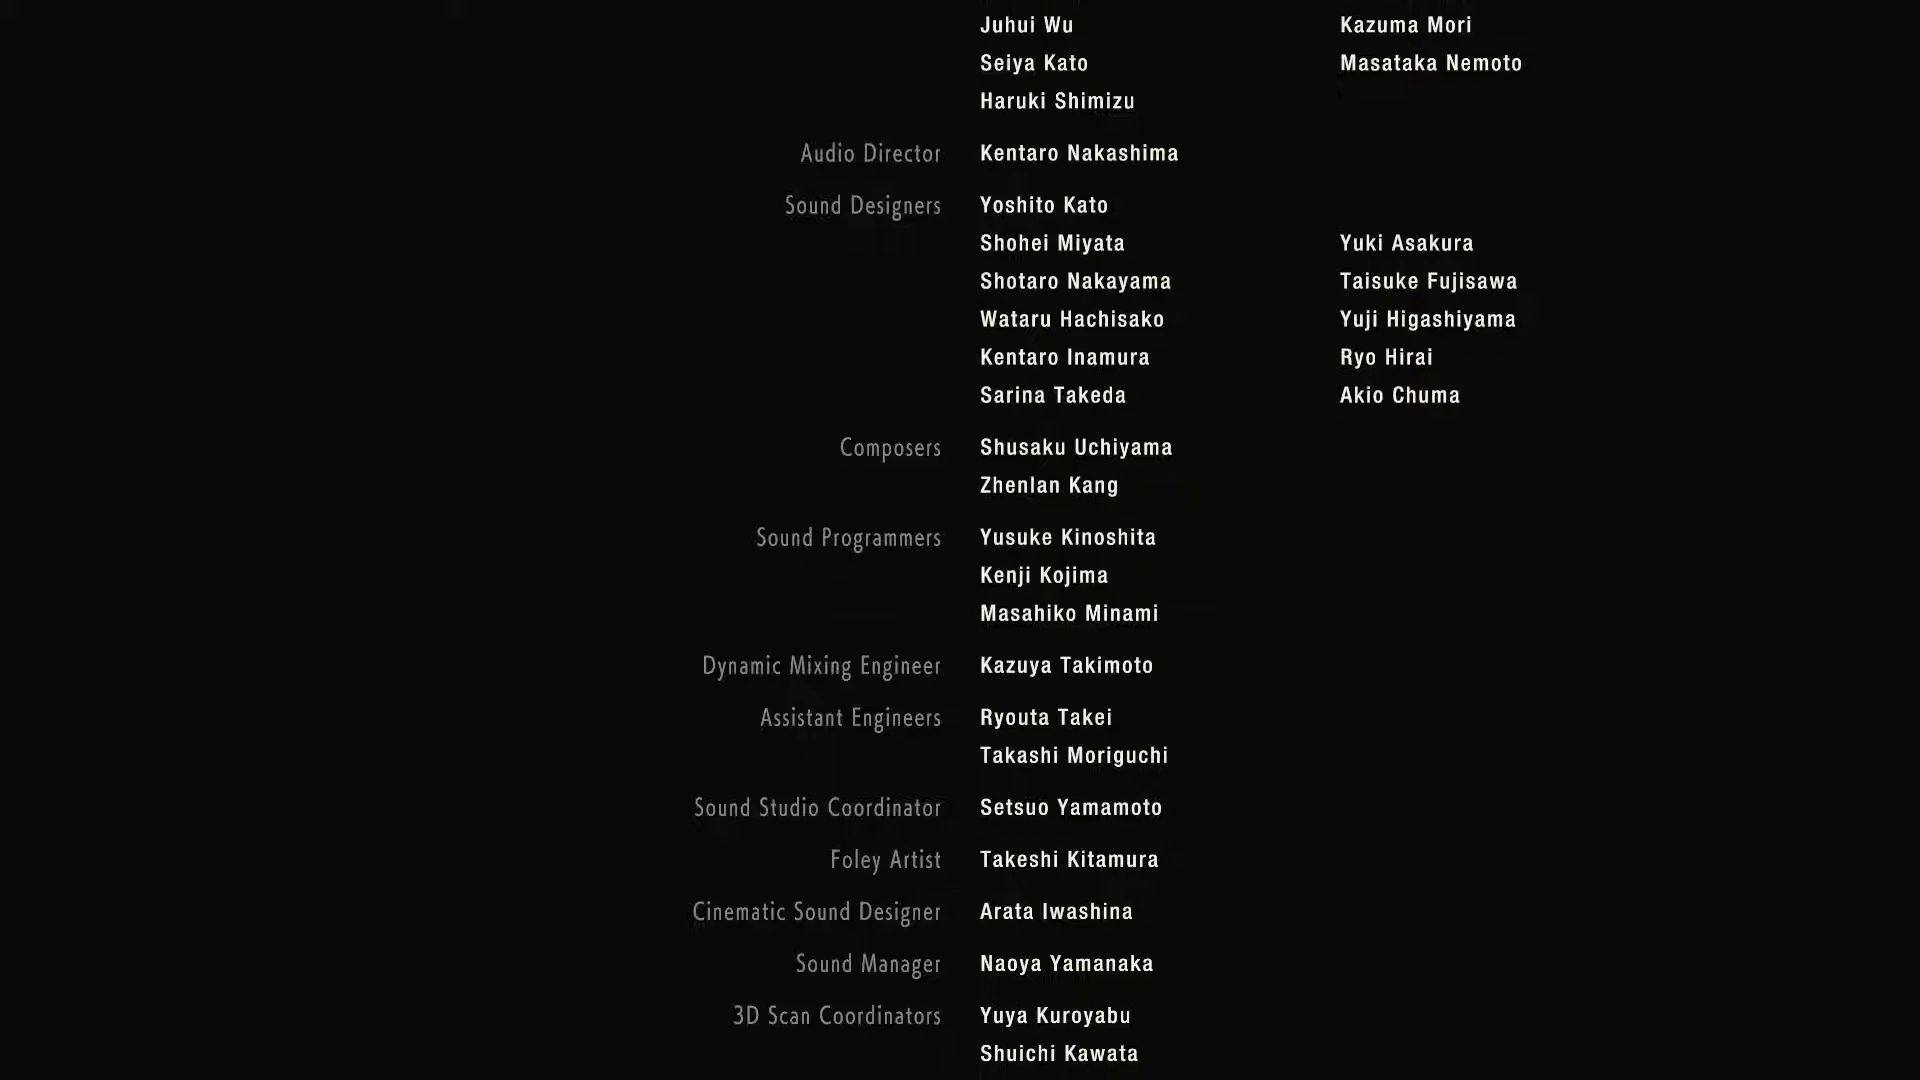 Juhui Wu Kazuma Mori
Seiya Kato Masataka Nemoto
Haruki Shimizu
Audio Director Kentaro Nakashima
Sound Designers Yoshito Kato
Shohei Miyata Yuki Asakura
Shotaro Nakayama Taisuke Fujisawa
Wataru Hachisako Yuji Higashiyama
Kentaro Inamura Ryo Hirai
Sarina Takeda Akio Chuma
Composers Shusaku Uchiyama
Zhenlan Kang
Sound Programmers Yusuke Kinoshita
Kenji Kojima
Masahiko Minami
Dynamic Mixing Engineer Kazuya Takimoto
Assistant Engineers Ryouta Takei
Takashi Moriguchi
Sound Studio Coordinator Setsuo Yamamoto
Foley Artist Takeshi Kitamura
Cinematic Sound Designer Arata Iwashina
Sound Manager Naoya Yamanaka
3D Scan Coordinators Yuya Kuroyabu
Shuichi Kawata